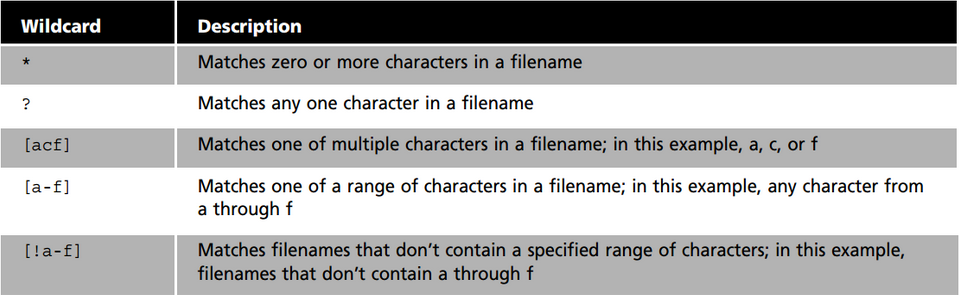 Wildcard Description
* Matches zero or more characters in a filename
? Matches any one character in a filename
[acf] Matches one of multiple characters in a filename; in this example, a, c, or f
[a-f] Matches one of a range of characters in a filename; in this example, any character from
a through f
[!a-f] Matches filenames that don’t contain a specified range of characters; in this example,
filenames that don’t contain a through f